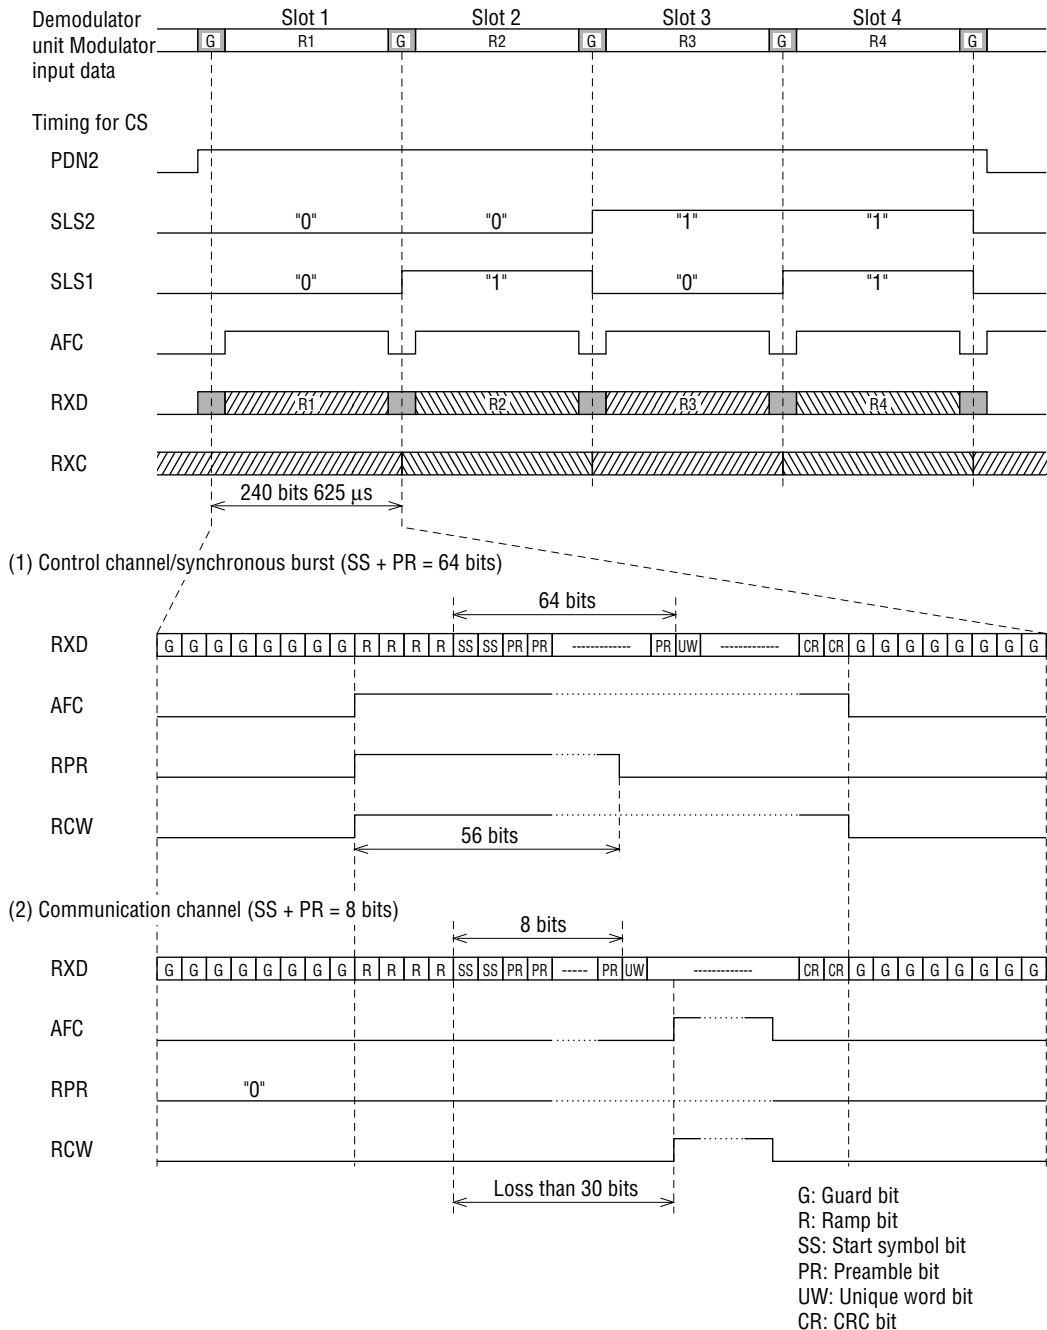 Demodulator
unit Modulator
input data
Slot 1 Slot 2 Slot 3 Slot 4
G R1 G R2 G R3 G R4 G
Timing for CS
PDN2
SLS2 "0" "0" "1" "1"
SLS1 "0" "1" "0" "1"
AFC
RXD R1 R2 R3 R4
RXC
240 bits 625 μs
(1) Control channel/synchronous burst (SS + PR = 64 bits)
64 bits
RXD G G G G G G G G R R R R SS SS PR PR ------------- PR UW ------------- CR CR G G G G G G G G
AFC
RPR
RCW
56 bits
(2) Communication channel (SS + PR = 8 bits)
8 bits
RXD G G G G G G G G R R R R SS SS PR PR ----- PR UW ------------- CR CR G G G G G G G G
AFC
RPR "0"
RCW
Loss than 30 bits
G: Guard bit
R: Ramp bit
SS: Start symbol bit
PR: Preamble bit
UW: Unique word bit
CR: CRC bit